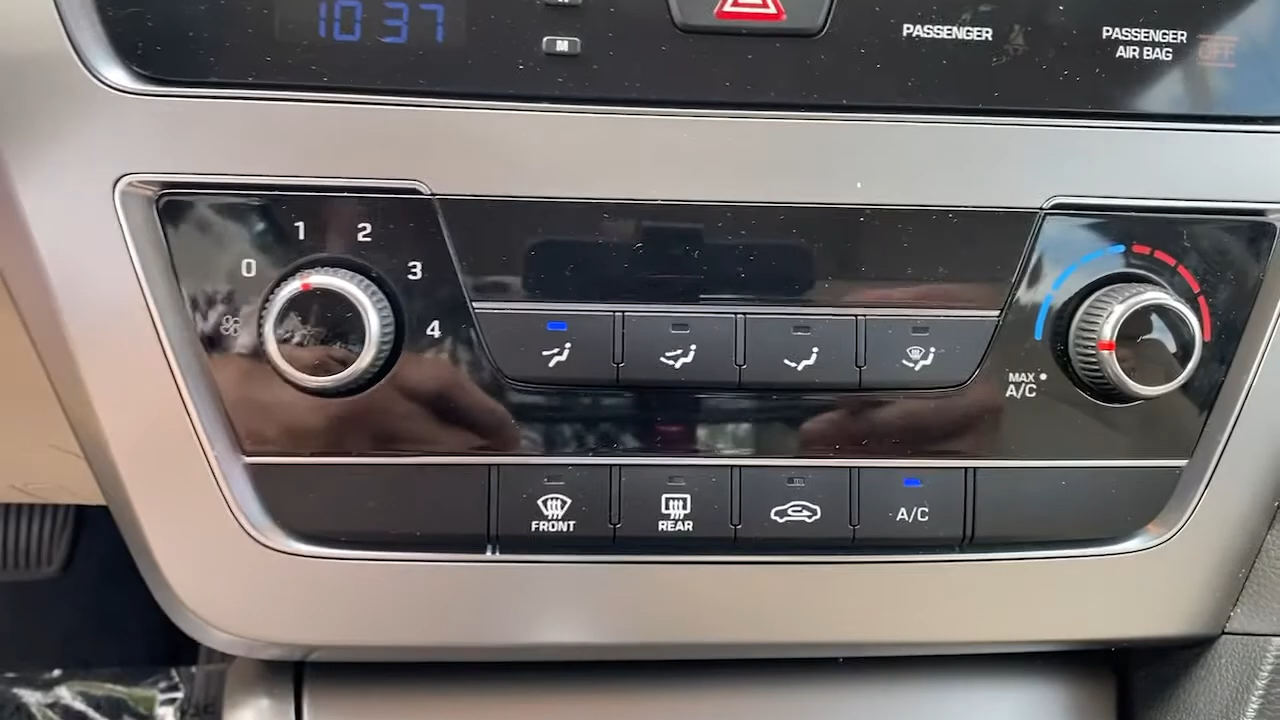 10 37
M
PASSENGER
PASSENGER
AIR BAG
OFF
0
1
2
3
4
MAX
A/C
FRONT
REAR
A/C